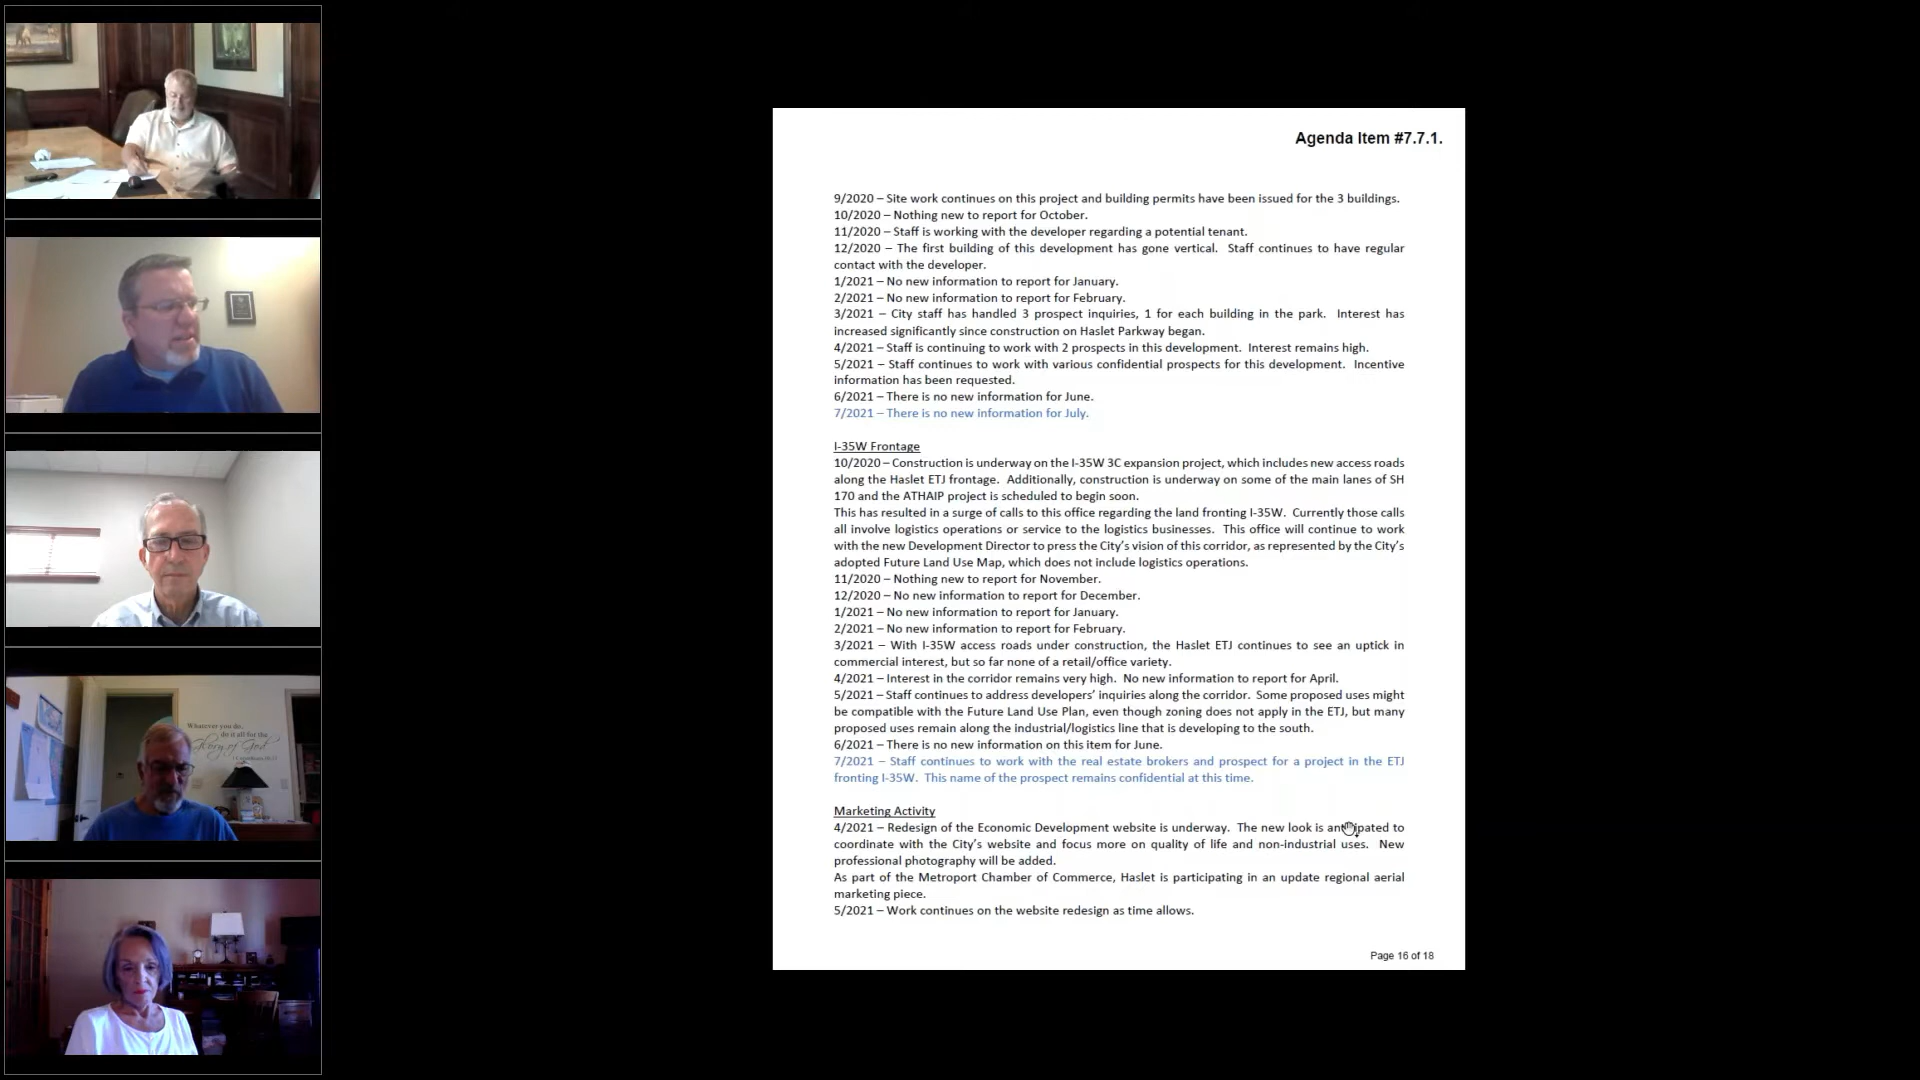 Agenda Item #7.7.1.
9/2020 – Site work continues on this project and building permits have been issued for the 3 buildings.
10/2020 – Nothing new to report for October.
11/2020 – Staff is working with the developer regarding a potential tenant.
12/2020 – The first building of this development has gone vertical. Staff continues to have regular
contact with the developer.
1/2021 – No new information to report for January.
2/2021 – No new information to report for February.
3/2021 – City staff has handled 3 prospect inquiries, 1 for each building in the park. Interest has
increased significantly since construction on Haslet Parkway began.
4/2021 – Staff is continuing to work with 2 prospects in this development. Interest remains high.
5/2021 – Staff continues to work with various confidential prospects for this development. Incentive
information has been requested.
6/2021 – There is no new information for June.
7/2021 – There is no new information for July.
I-35W Frontage
10/2020 – Construction is underway on the I-35W 3C expansion project, which includes new access roads
along the Haslet ETJ frontage. Additionally, construction is underway on some of the main lanes of SH
170 and the ATHAIP project is scheduled to begin soon.
This has resulted in a surge of calls to this office regarding the land fronting I-35W. Currently those calls
all involve logistics operations or service to the logistics businesses. This office will continue to work
with the new Development Director to press the City's vision of this corridor, as represented by the City's
adopted Future Land Use Map, which does not include logistics operations.
11/2020 – Nothing new to report for November.
12/2020 – No new information to report for December.
1/2021 – No new information to report for January.
2/2021 – No new information to report for February.
3/2021 – With I-35W access roads under construction, the Haslet ETJ continues to see an uptick in
commercial interest, but so far none of a retail/office variety.
4/2021 – Interest in the corridor remains very high. No new information to report for April.
5/2021 – Staff continues to address developers' inquiries along the corridor. Some proposed uses might
be compatible with the Future Land Use Plan, even though zoning does not apply in the ETJ, but many
proposed uses remain along the industrial/logistics line that is developing to the south.
6/2021 – There is no new information on this item for June.
7/2021 – Staff continues to work with the real estate brokers and prospect for a project in the ETJ
fronting I-35W. This name of the prospect remains confidential at this time.
Marketing Activity
4/2021 – Redesign of the Economic Development website is underway. The new look is anticipated to
coordinate with the City's website and focus more on quality of life and non-industrial uses. New
professional photography will be added.
As part of the Metroport Chamber of Commerce, Haslet is participating in an update regional aerial
marketing piece.
5/2021 – Work continues on the website redesign as time allows.
Page 16 of 18
Whatever you do,
do it all for the
Glory of God